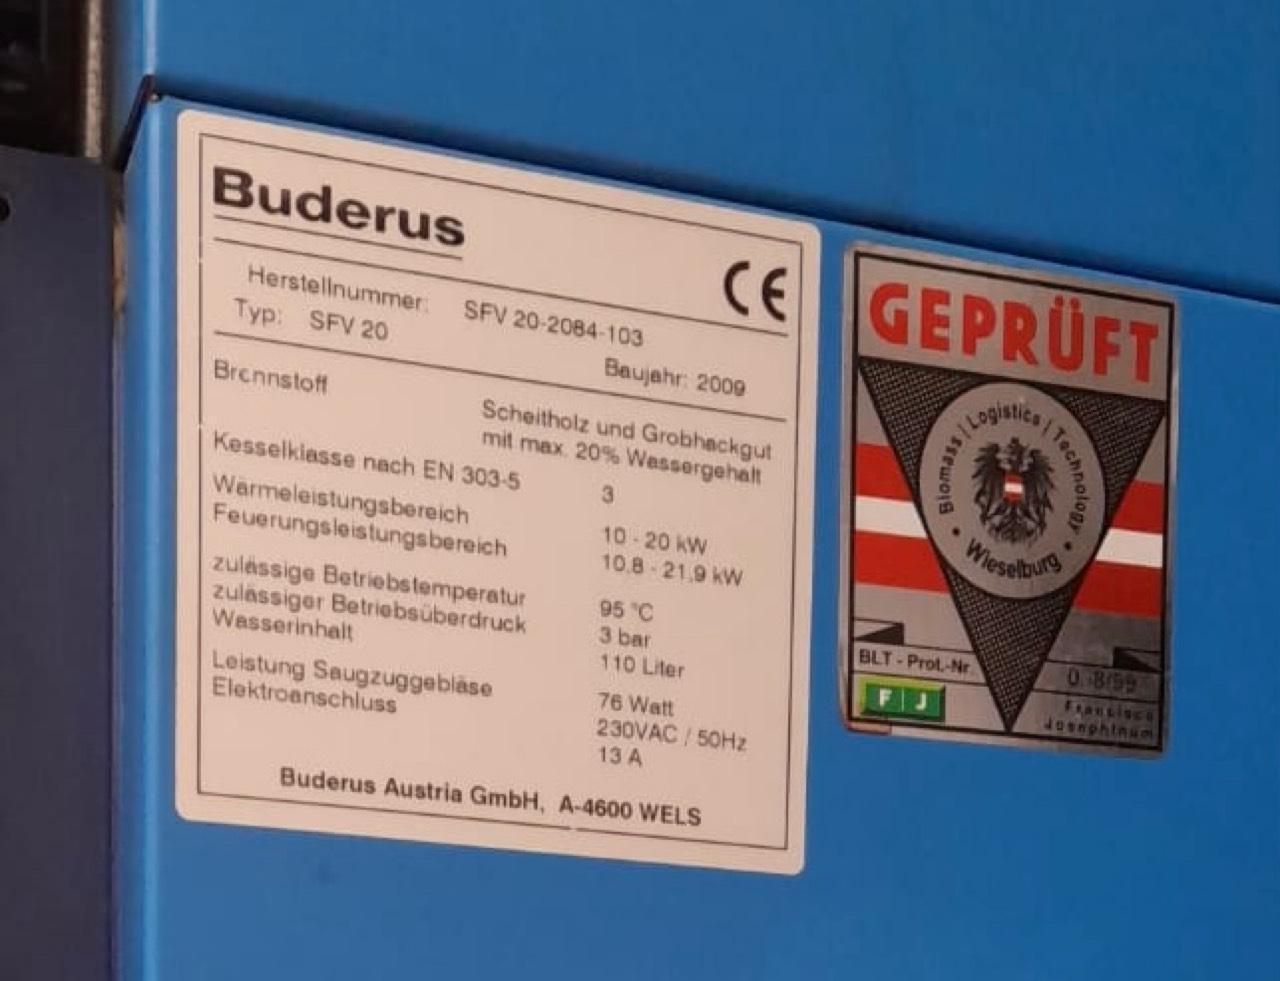 Buderus
CE
Herstellnummer: SFV 20-2084-103
Typ: SFV 20
Baujahr: 2009
Brennstoff
Scheitholz und Grobhackgut
mit max. 20% Wassergehalt
Kesselklasse nach EN 303-5 3
Wärmeleistungsbereich 10 - 20 kW
Feuerungsleistungsbereich 10,8 - 21,9 kW
zulässige Betriebstemperatur 95 °C
zulässiger Betriebsüberdruck 3 bar
Wasserinhalt 110 Liter
Leistung Saugzuggebläse 76 Watt
Elektroanschluss 230VAC / 50Hz
13 A
Buderus Austria GmbH, A-4600 WELS
GEPRÜFT
Biomass | Logistics | Technology
• Wieselburg •
BLT - Prot.-Nr.
F J
Francisco
Josephinum